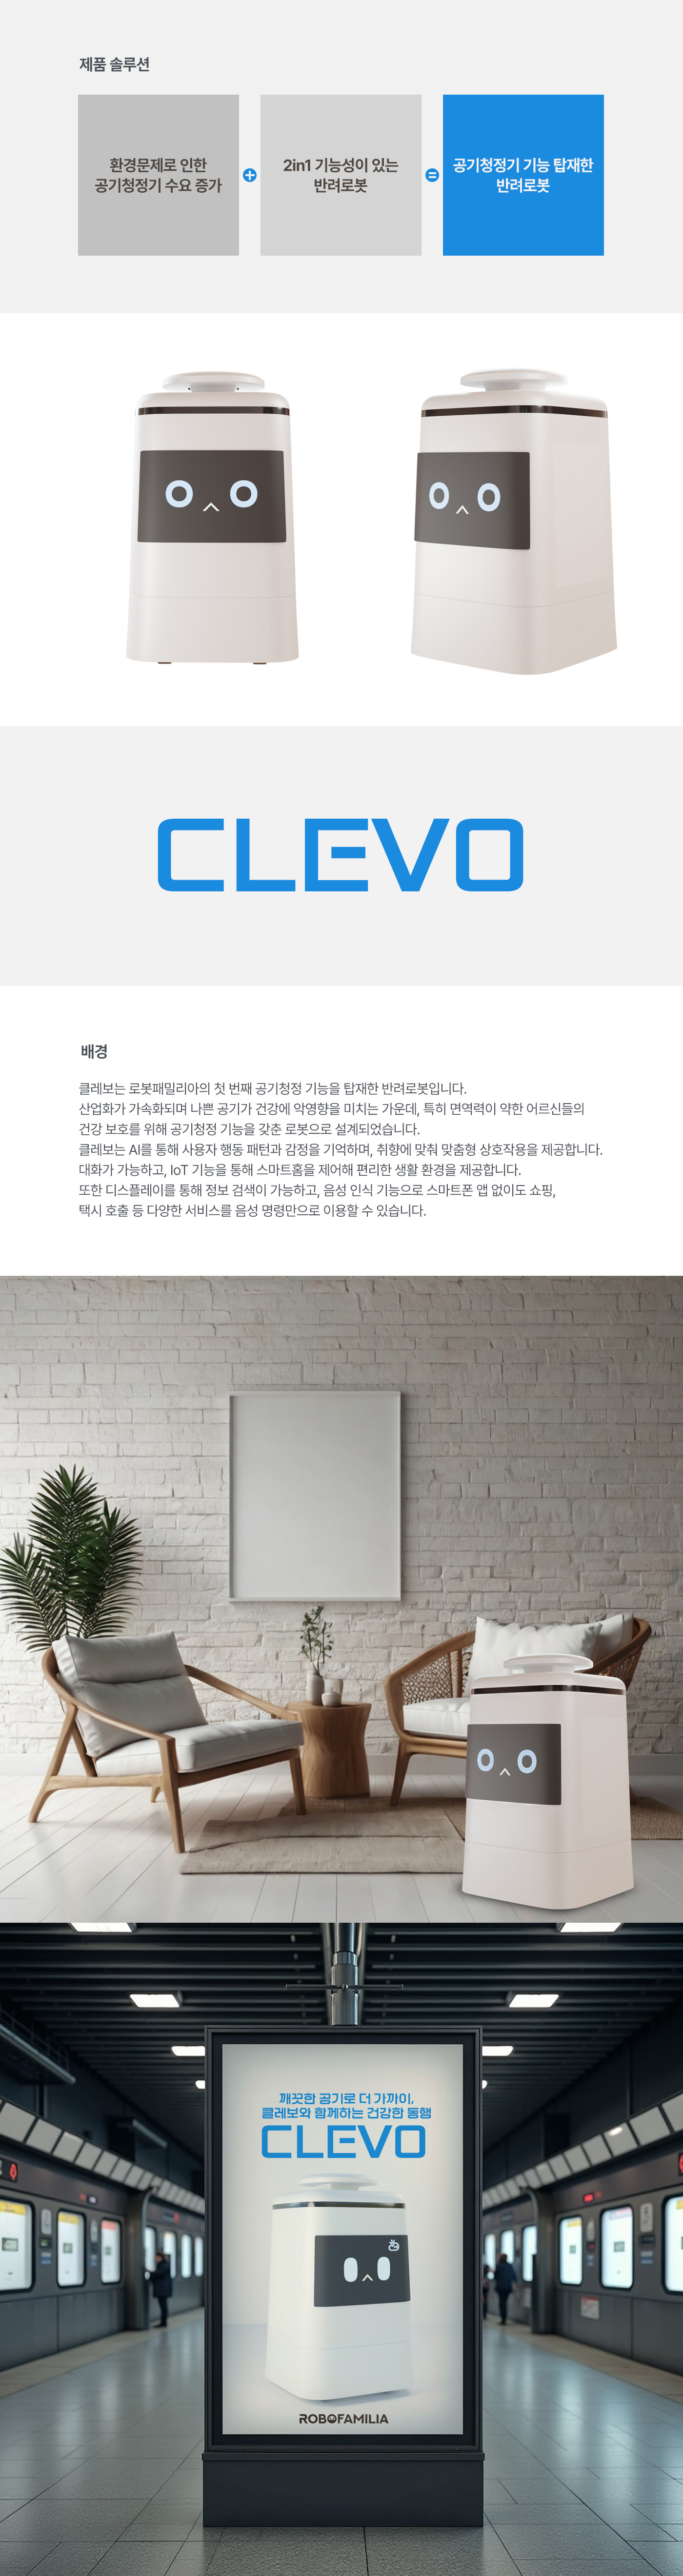 제품 솔루션
환경문제로 인한
공기청정기 수요 증가
+
2in1 기능성이 있는
반려로봇
=
공기청정기 기능 탑재한
반려로봇
CLEVO
배경
클레보는 로봇패밀리아의 첫 번째 공기청정 기능을 탑재한 반려로봇입니다.
산업화가 가속화되며 나쁜 공기가 건강에 악영향을 미치는 가운데, 특히 면역력이 약한 어르신들의
건강 보호를 위해 공기청정 기능을 갖춘 로봇으로 설계되었습니다.
클레보는 AI를 통해 사용자 행동 패턴과 감정을 기억하며, 취향에 맞춰 맞춤형 상호작용을 제공합니다.
대화가 가능하고, IoT 기능을 통해 스마트홈을 제어해 편리한 생활 환경을 제공합니다.
또한 디스플레이를 통해 정보 검색이 가능하고, 음성 인식 기능으로 스마트폰 앱 없이도 쇼핑,
택시 호출 등 다양한 서비스를 음성 명령만으로 이용할 수 있습니다.
깨끗한 공기로 더 가까이,
클레보와 함께하는 건강한 동행
CLEVO
ROBOFAMILIA